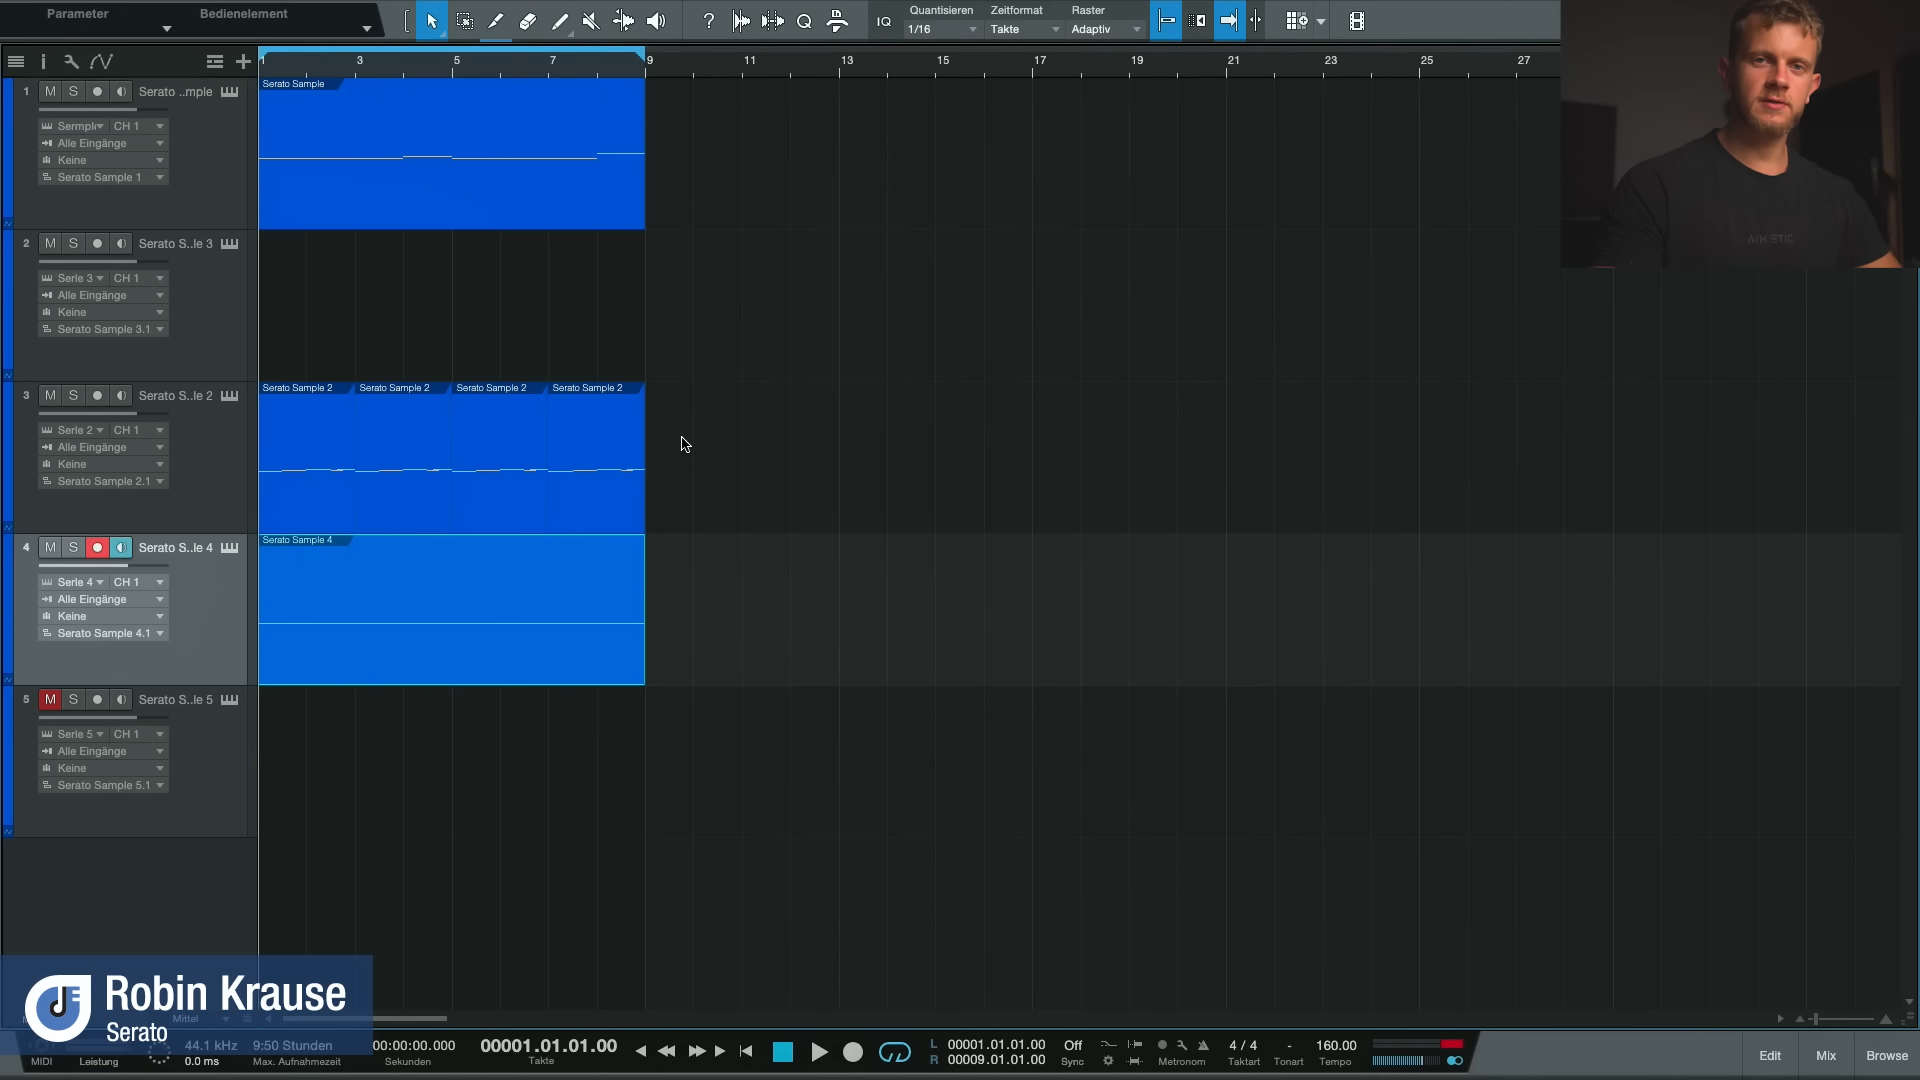 Parameter
Bedienelement
IQ
Quantisieren
1/16
Zeitformat
Takte
Raster
Adaptiv
1 3 5 7 9 11 13 15 17 19 21 23 25 27
1 M S Serato ..mple
CH 1
Alle Eingänge
Keine
Serato Sample 1
Serato Sample
2 M S Serato S..le 3
Serle 3 CH 1
Alle Eingänge
Keine
Serato Sample 3.1
3 M S Serato S..le 2
Serle 2 CH 1
Alle Eingänge
Keine
Serato Sample 2.1
Serato Sample 2 Serato Sample 2 Serato Sample 2 Serato Sample 2
4 M S Serato S..le 4
Serle 4 CH 1
Alle Eingänge
Keine
Serato Sample 4.1
Serato Sample 4
5 M S Serato S..le 5
Serle 5 CH 1
Alle Eingänge
Keine
Serato Sample 5.1
Robin Krause
Serato
Mittel
MIDI
Leistung
44.1 kHz
0.0 ms
9:50 Stunden
Max. Aufnahmezeit
00:00:00.000
Sekunden
00001.01.01.00
Takte
L 00001.01.01.00
R 00009.01.01.00
Off
Sync
Metronom
4 / 4
Taktart
-
Tonart
160.00
Tempo
Edit
Mix
Browse